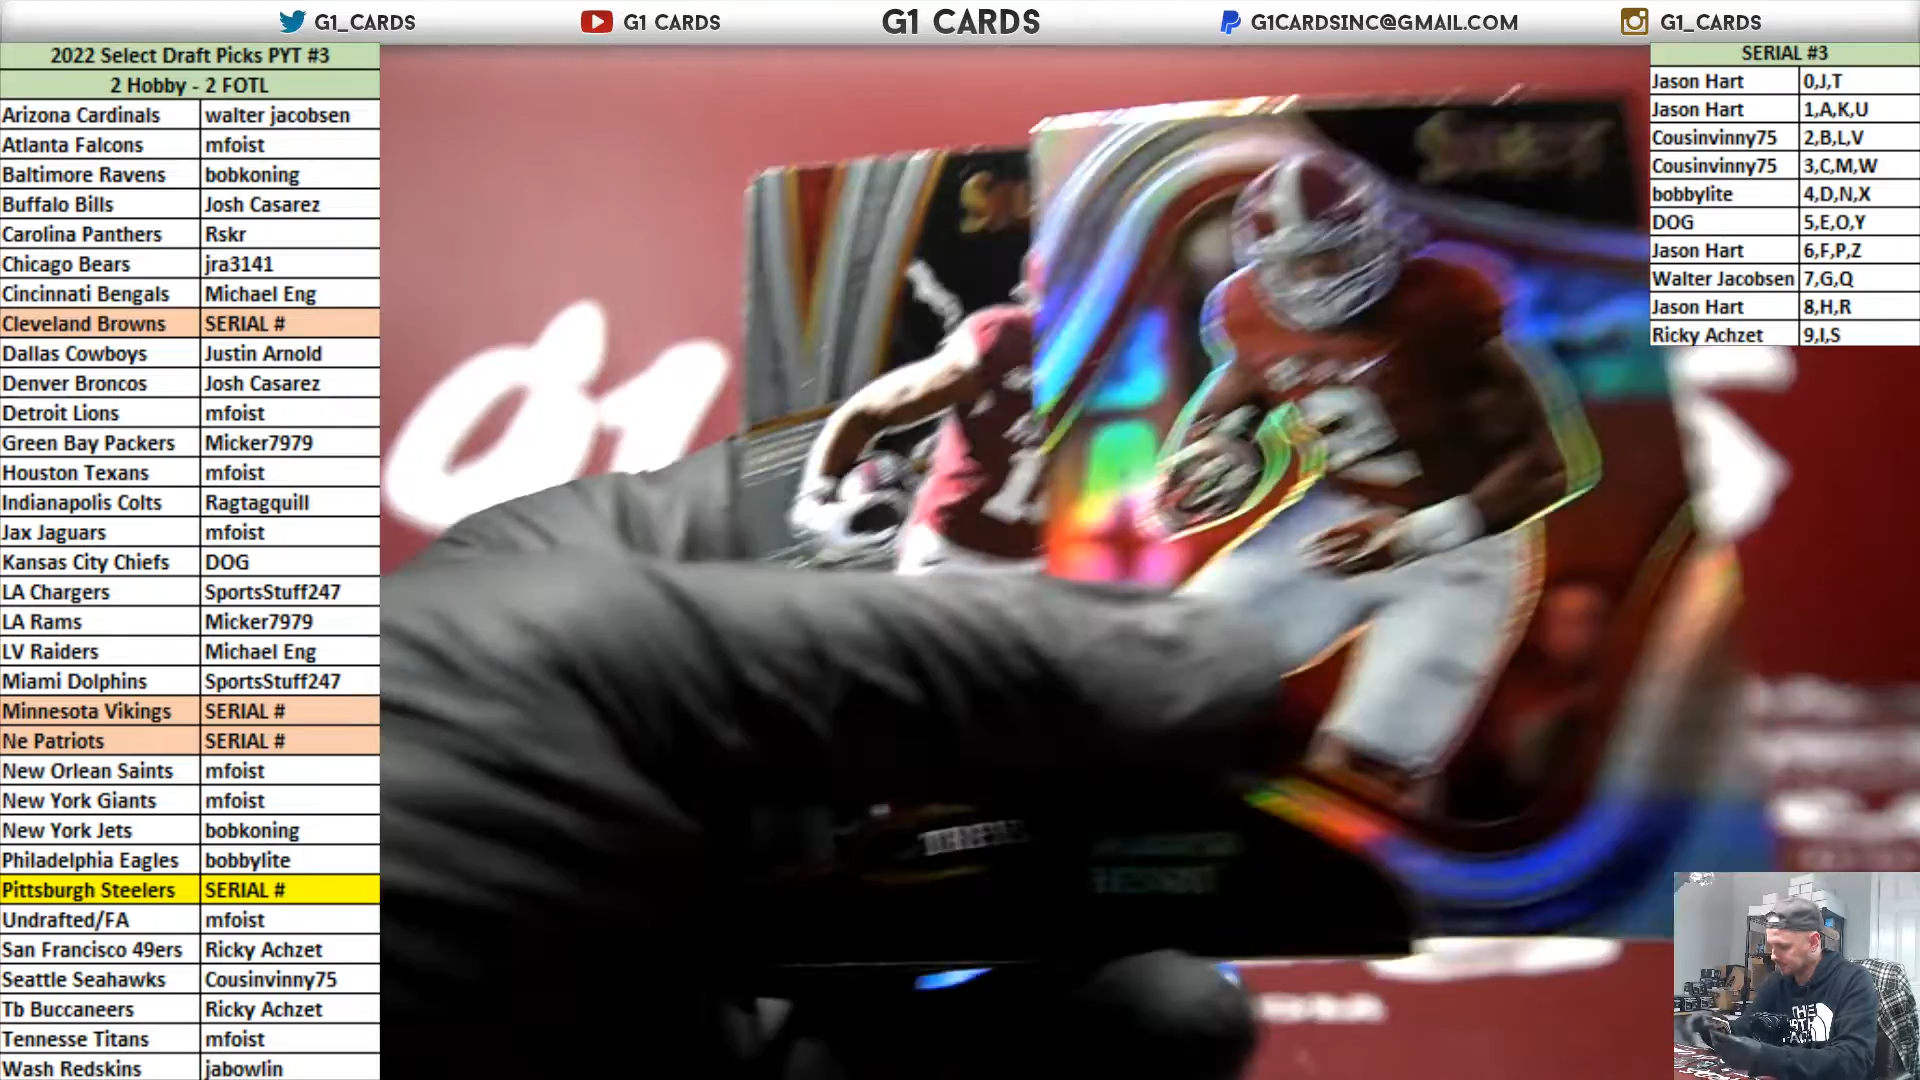 G1_CARDS
G1 CARDS
G1 CARDS
G1CARDSINC@GMAIL.COM
G1_CARDS
2022 Select Draft Picks PYT #3
2 Hobby - 2 FOTL
Arizona Cardinals walter jacobsen
Atlanta Falcons mfoist
Baltimore Ravens bobkoning
Buffalo Bills Josh Casarez
Carolina Panthers Rskr
Chicago Bears jra3141
Cincinnati Bengals Michael Eng
Cleveland Browns SERIAL #
Dallas Cowboys Justin Arnold
Denver Broncos Josh Casarez
Detroit Lions mfoist
Green Bay Packers Micker7979
Houston Texans mfoist
Indianapolis Colts Ragtagquill
Jax Jaguars mfoist
Kansas City Chiefs DOG
LA Chargers SportsStuff247
LA Rams Micker7979
LV Raiders Michael Eng
Miami Dolphins SportsStuff247
Minnesota Vikings SERIAL #
Ne Patriots SERIAL #
New Orlean Saints mfoist
New York Giants mfoist
New York Jets bobkoning
Philadelphia Eagles bobbylite
Pittsburgh Steelers SERIAL #
Undrafted/FA mfoist
San Francisco 49ers Ricky Achzet
Seattle Seahawks Cousinvinny75
Tb Buccaneers Ricky Achzet
Tennesse Titans mfoist
Wash Redskins jabowlin
SERIAL #3
Jason Hart 0,J,T
Jason Hart 1,A,K,U
Cousinvinny75 2,B,L,V
Cousinvinny75 3,C,M,W
bobbylite 4,D,N,X
DOG 5,E,O,Y
Jason Hart 6,F,P,Z
Walter Jacobsen 7,G,Q
Jason Hart 8,H,R
Ricky Achzet 9,I,S
G1
22
THE